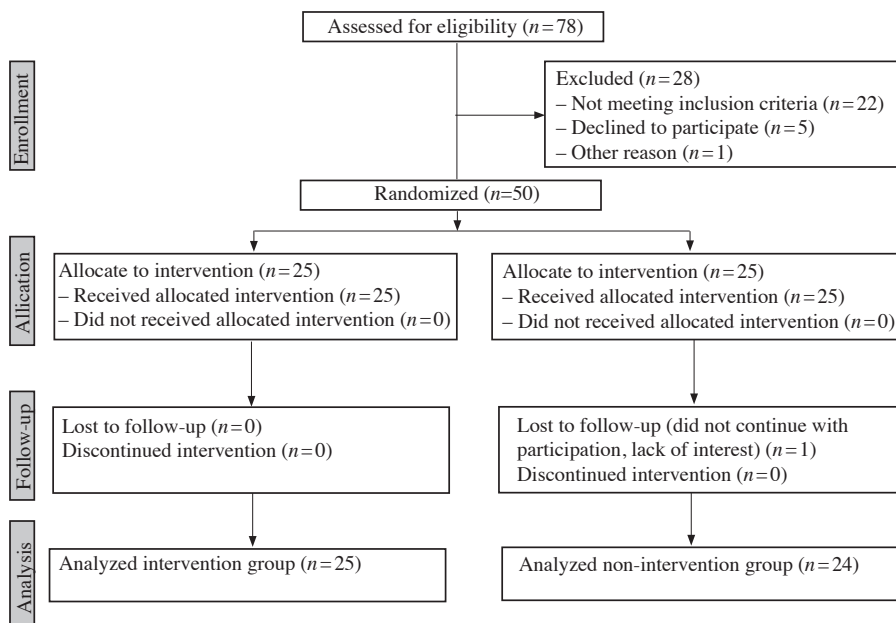 Assessed for eligibility (n=78)
Enrollment
Excluded (n=28)
– Not meeting inclusion criteria (n=22)
– Declined to participate (n=5)
– Other reason (n=1)
Randomized (n=50)
Allication
Allocate to intervention (n=25)
– Received allocated intervention (n=25)
– Did not received allocated intervention (n=0)
Allocate to intervention (n=25)
– Received allocated intervention (n=25)
– Did not received allocated intervention (n=0)
Follow-up
Lost to follow-up (n=0)
Discontinued intervention (n=0)
Lost to follow-up (did not continue with
participation, lack of interest) (n=1)
Discontinued intervention (n=0)
Analysis
Analyzed intervention group (n=25)
Analyzed non-intervention group (n=24)